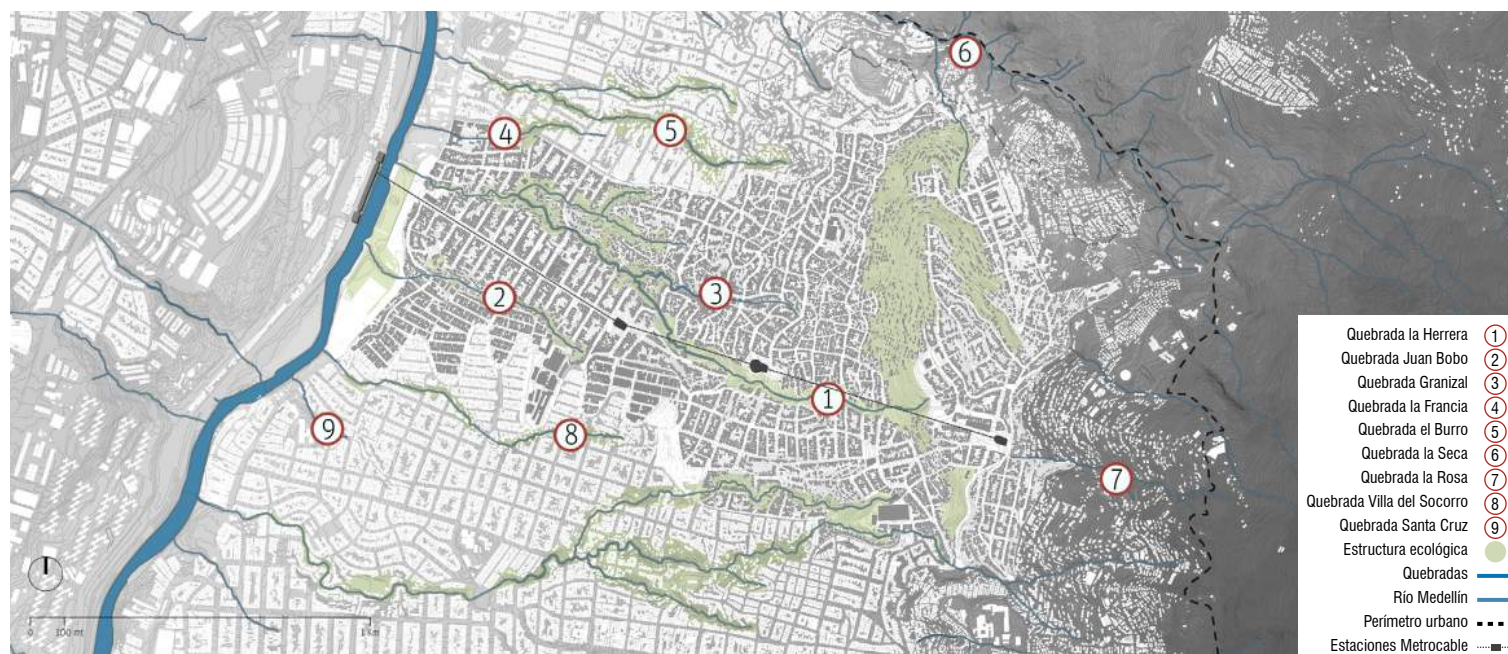 6
4
5
2
3
1
9
8
7
0
100 mt
1 km
Quebrada la Herrera 1
Quebrada Juan Bobo 2
Quebrada Granizal 3
Quebrada la Francia 4
Quebrada el Burro 5
Quebrada la Seca 6
Quebrada la Rosa 7
Quebrada Villa del Socorro 8
Quebrada Santa Cruz 9
Estructura ecológica
Quebradas
Río Medellín
Perímetro urbano
Estaciones Metrocable